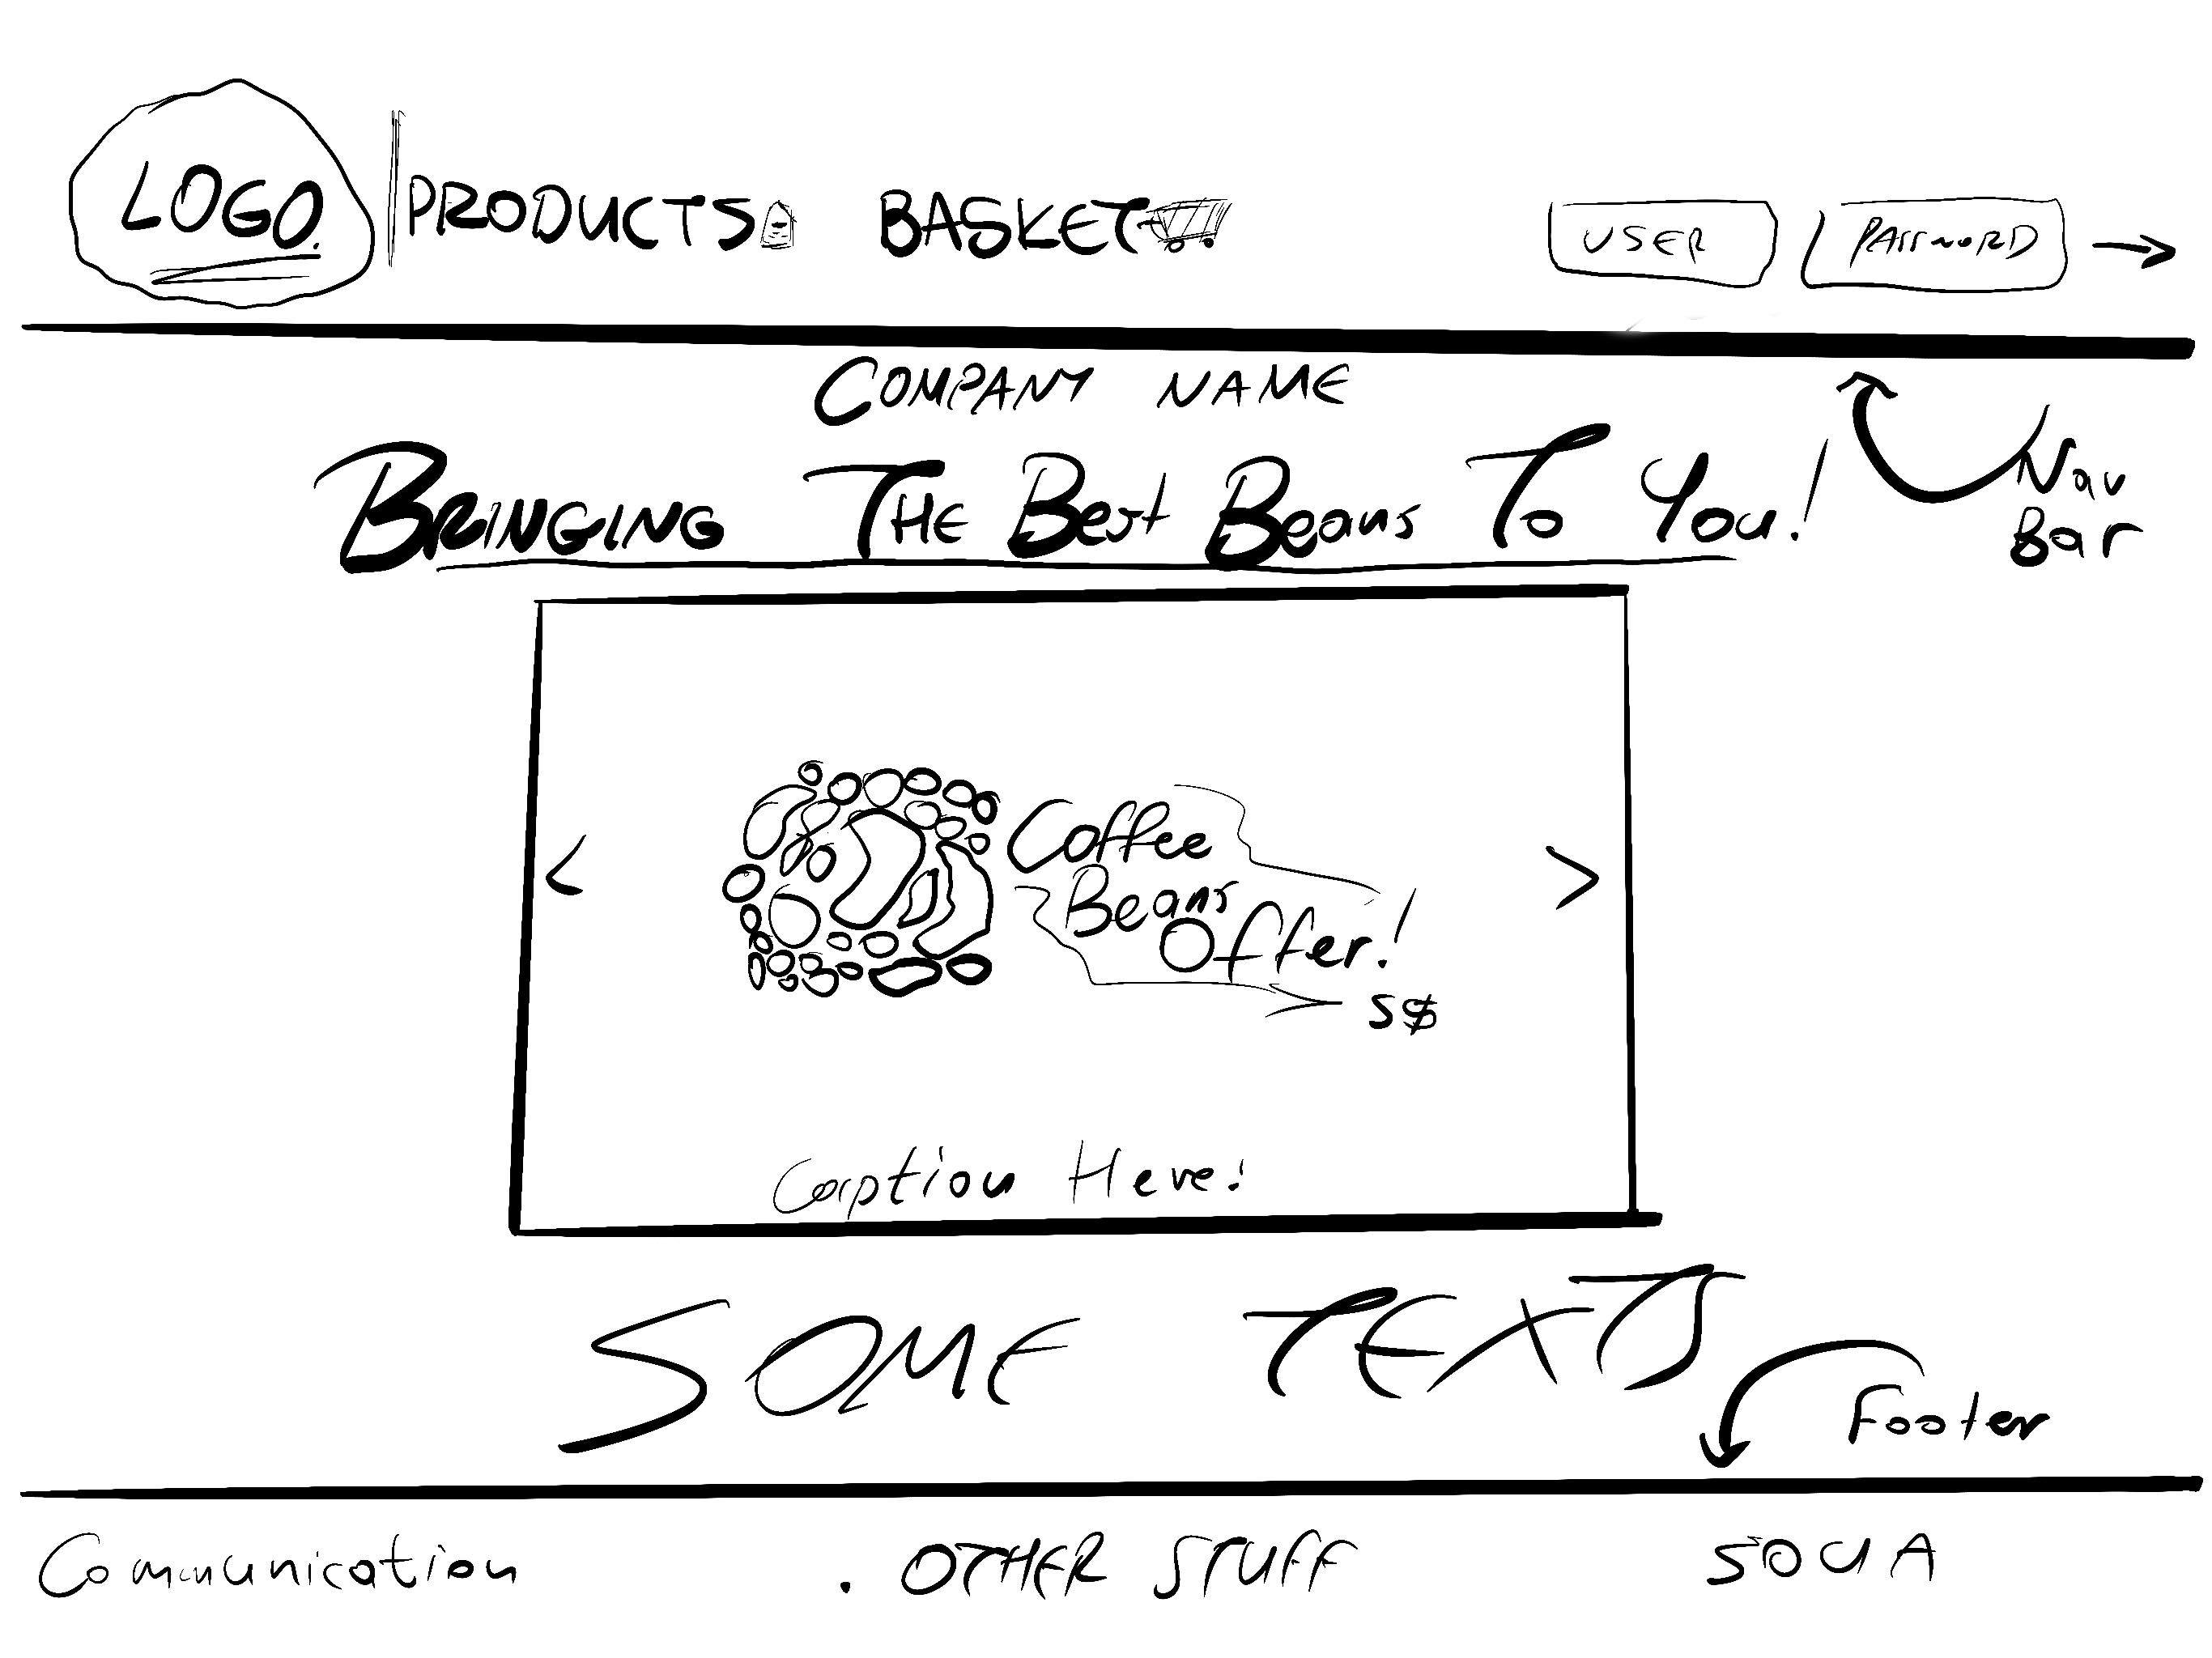 LOGO.
PRODUCTS BASKET
USER PASSWORD
COMPANY NAME
BRINGING THE Best Beans To You!
Nav
Bar
<
Coffee
Beans
Offer!
5$
>
Caption Here!
SOME TEXTS
Footer
Communication
. OTHER STUFF